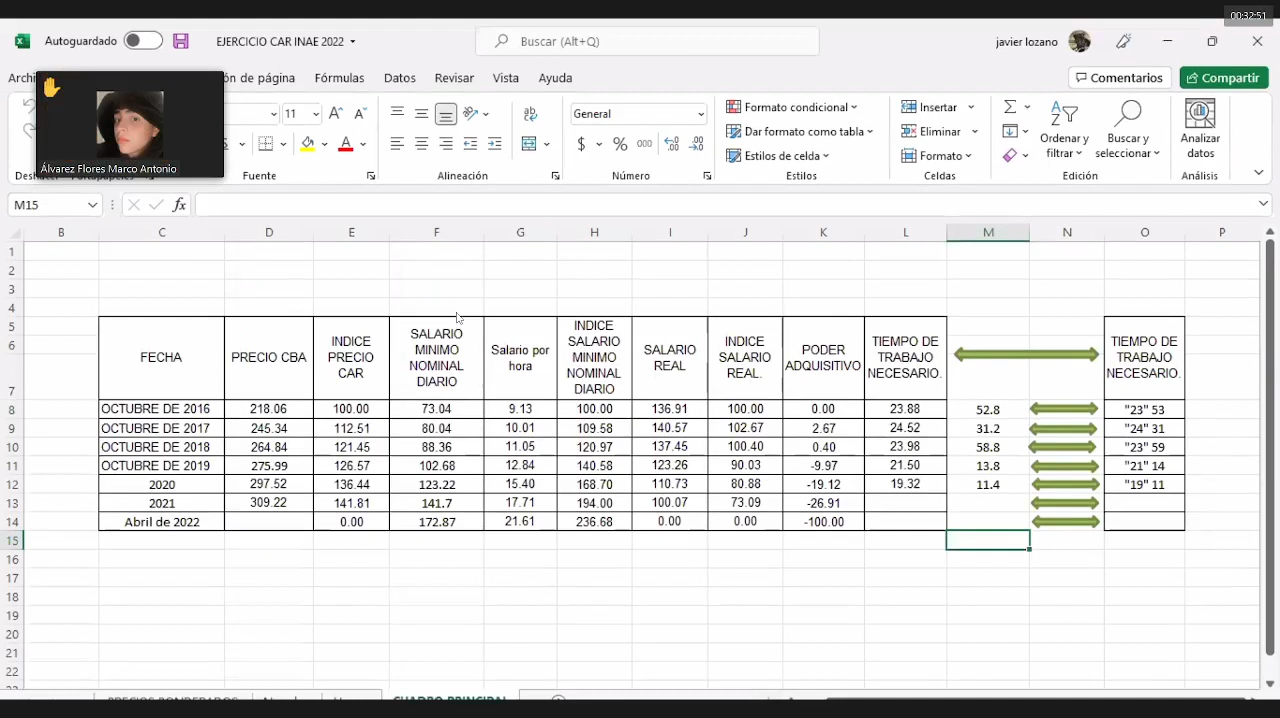 00:32:51
Autoguardado
EJERCICIO CAR INAE 2022
Buscar (Alt+Q)
javier lozano
Archi
ón de página
Fórmulas
Datos
Revisar
Vista
Ayuda
Comentarios
Compartir
Álvarez Flores Marco Antonio
11
General
Formato condicional
Dar formato como tabla
Estilos de celda
Insertar
Eliminar
Formato
Ordenar y filtrar
Buscar y seleccionar
Analizar datos
Fuente
Alineación
Número
Estilos
Celdas
Edición
Análisis
M15
fx
B C D E F G H I J K L M N O P
1
2
3
4
5
6
7
FECHA
PRECIO CBA
INDICE PRECIO CAR
SALARIO MINIMO NOMINAL DIARIO
Salario por hora
INDICE SALARIO MINIMO NOMINAL DIARIO
SALARIO REAL
INDICE SALARIO REAL.
PODER ADQUISITIVO
TIEMPO DE TRABAJO NECESARIO.
TIEMPO DE TRABAJO NECESARIO.
8 OCTUBRE DE 2016 218.06 100.00 73.04 9.13 100.00 136.91 100.00 0.00 23.88 52.8 "23" 53
9 OCTUBRE DE 2017 245.34 112.51 80.04 10.01 109.58 140.57 102.67 2.67 24.52 31.2 "24" 31
10 OCTUBRE DE 2018 264.84 121.45 88.36 11.05 120.97 137.45 100.40 0.40 23.98 58.8 "23" 59
11 OCTUBRE DE 2019 275.99 126.57 102.68 12.84 140.58 123.26 90.03 -9.97 21.50 13.8 "21" 14
12 2020 297.52 136.44 123.22 15.40 168.70 110.73 80.88 -19.12 19.32 11.4 "19" 11
13 2021 309.22 141.81 141.7 17.71 194.00 100.07 73.09 -26.91
14 Abril de 2022 0.00 172.87 21.61 236.68 0.00 0.00 -100.00
15
16
17
18
19
20
21
22
CUADRO PRINCIPAL